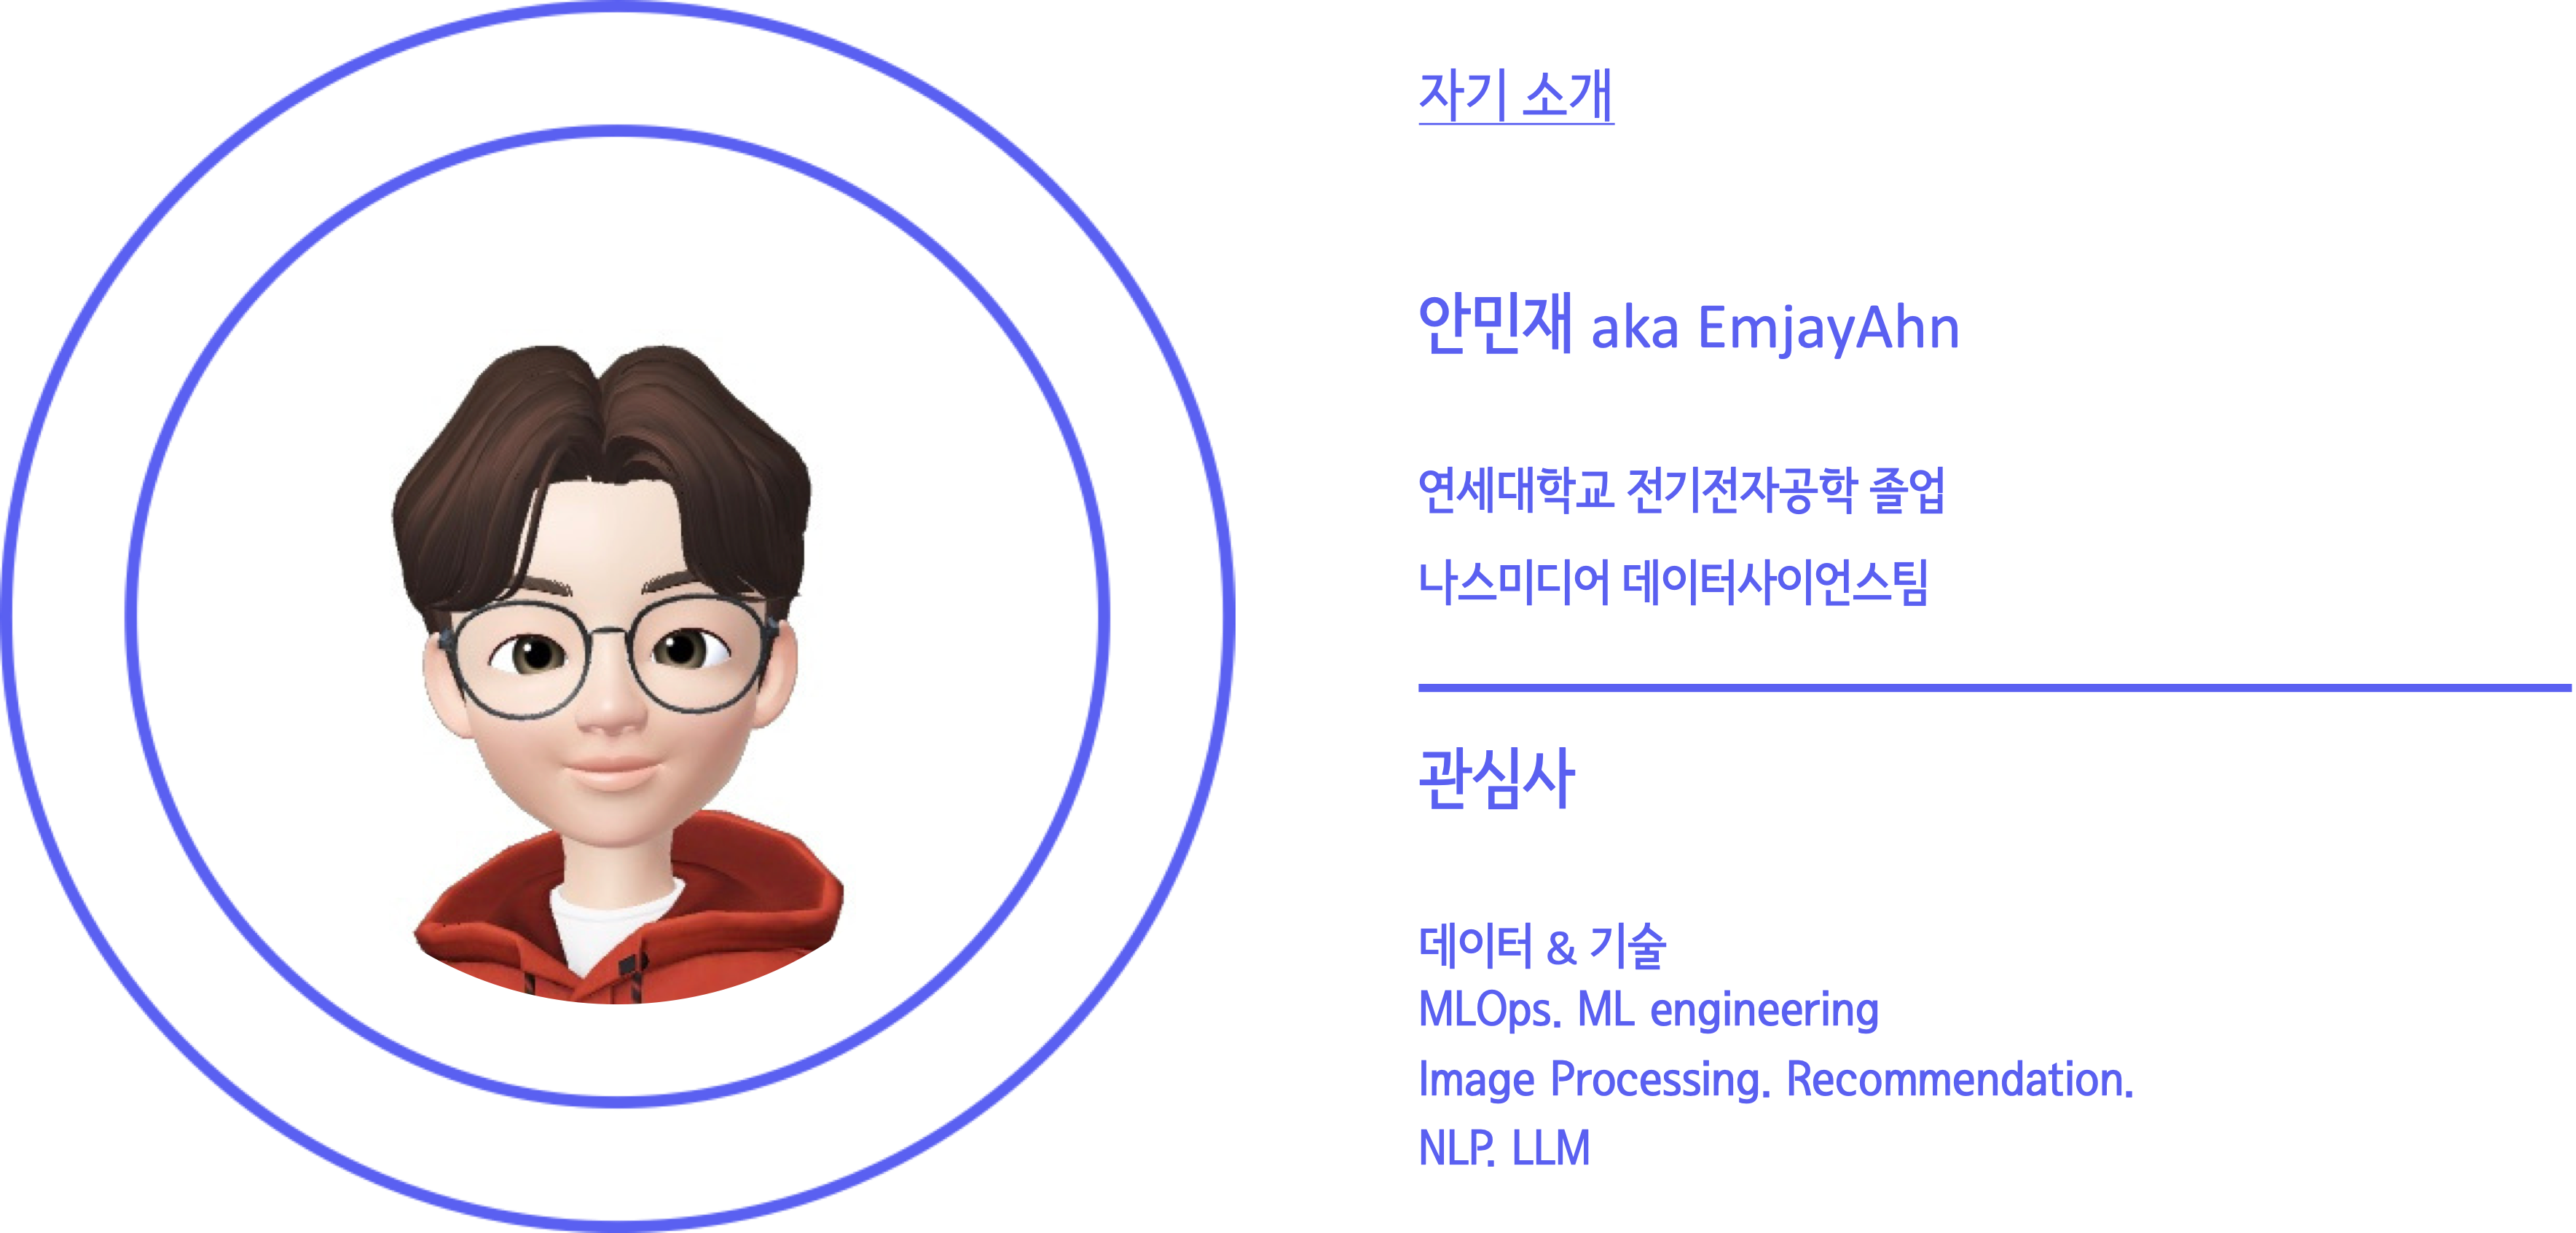 자기 소개
안민재 aka EmjayAhn
연세대학교 전기전자공학 졸업
나스미디어 데이터사이언스팀
관심사
데이터 & 기술
MLOps. ML engineering
Image Processing. Recommendation.
NLP. LLM